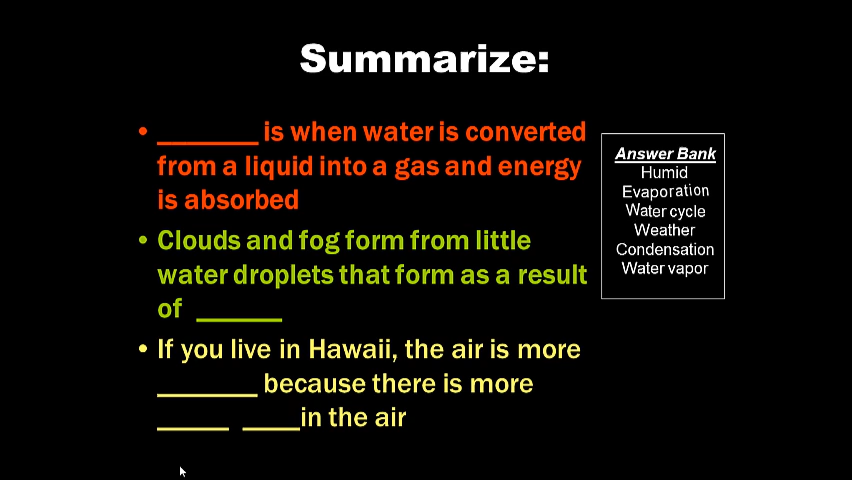 Summarize:
• ________ is when water is converted
from a liquid into a gas and energy
is absorbed
• Clouds and fog form from little
water droplets that form as a result
of ______
• If you live in Hawaii, the air is more
_______ because there is more
_____ ____in the air
Answer Bank
Humid
Evaporation
Water cycle
Weather
Condensation
Water vapor